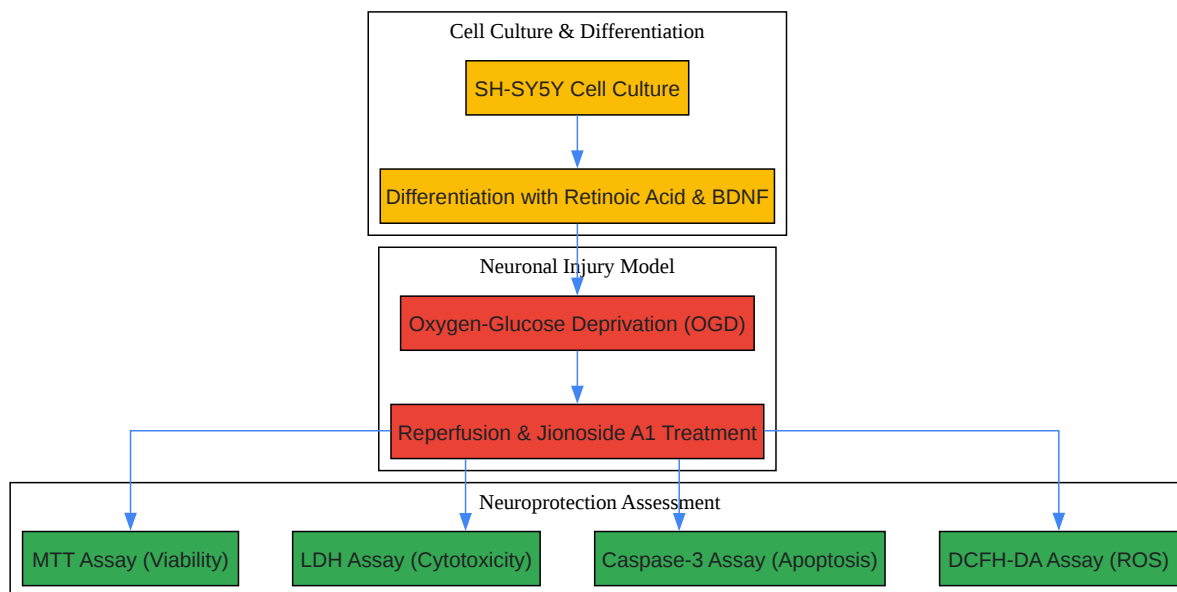 Cell Culture & Differentiation
SH-SY5Y Cell Culture
Differentiation with Retinoic Acid & BDNF
Neuronal Injury Model
Oxygen-Glucose Deprivation (OGD)
Reperfusion & Jionoside A1 Treatment
Neuroprotection Assessment
MTT Assay (Viability)
LDH Assay (Cytotoxicity)
Caspase-3 Assay (Apoptosis)
DCFH-DA Assay (ROS)